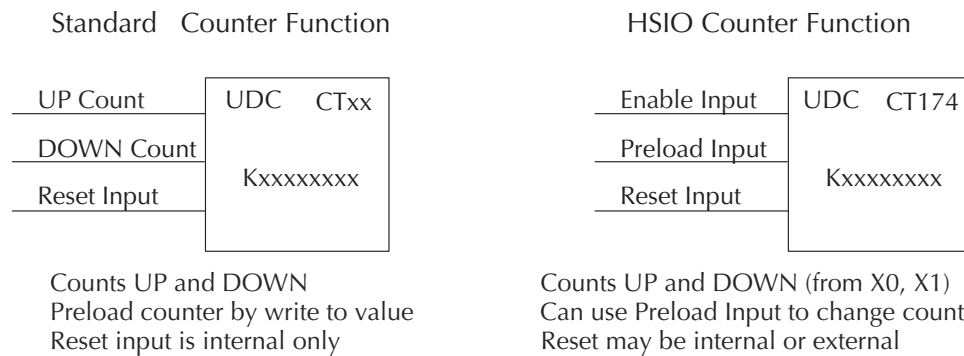 Standard Counter Function
UP Count
UDC CTxx
DOWN Count
Kxxxxxxxx
Reset Input
Counts UP and DOWN
Preload counter by write to value
Reset input is internal only
HSIO Counter Function
Enable Input
UDC CT174
Preload Input
Kxxxxxxxx
Reset Input
Counts UP and DOWN (from X0, X1)
Can use Preload Input to change count
Reset may be internal or external